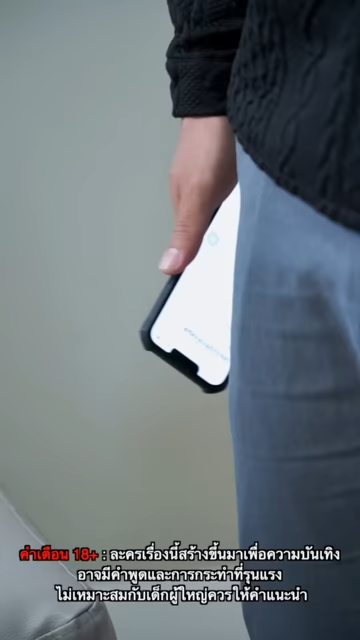 คำเตือน 18+ : ละครเรื่องนี้สร้างขึ้นมาเพื่อความบันเทิง
อาจมีคำพูดและการกระทำที่รุนแรง
ไม่เหมาะสมกับเด็กผู้ใหญ่ควรให้คำแนะนำ